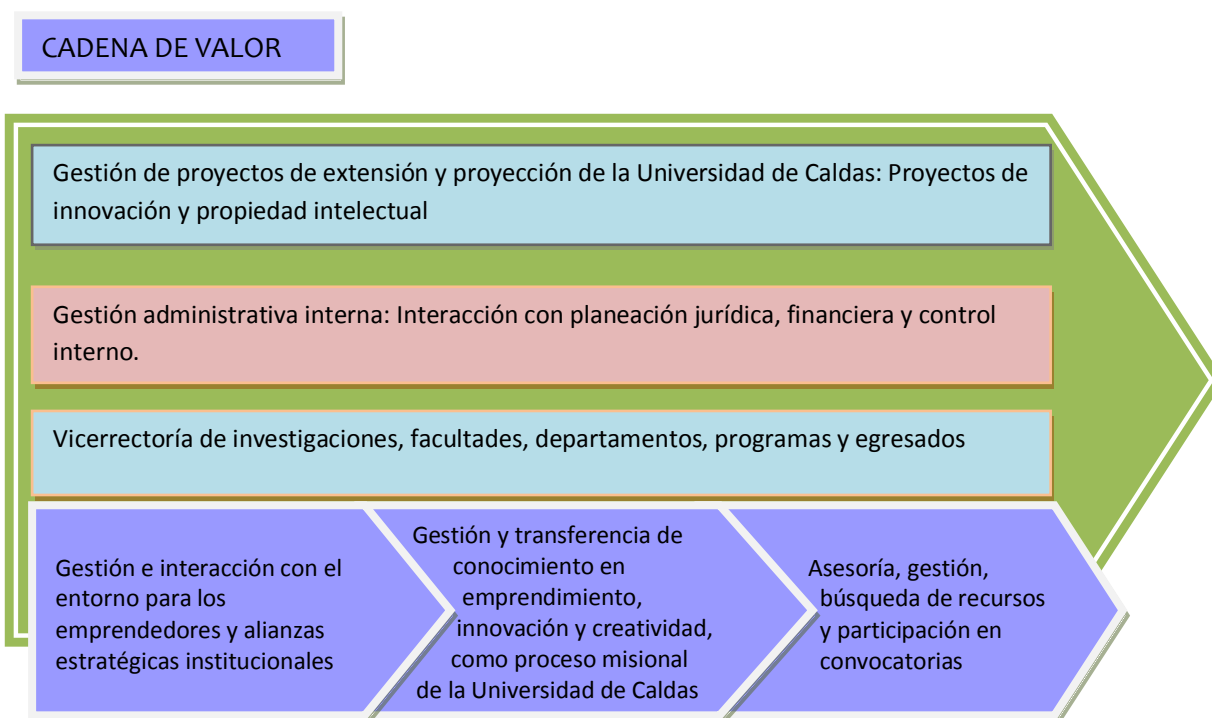 CADENA DE VALOR
Gestión de proyectos de extensión y proyección de la Universidad de Caldas: Proyectos de
innovación y propiedad intelectual
Gestión administrativa interna: Interacción con planeación jurídica, financiera y control
interno.
Vicerrectoría de investigaciones, facultades, departamentos, programas y egresados
Gestión e interacción con el
entorno para los
emprendedores y alianzas
estratégicas institucionales
Gestión y transferencia de
conocimiento en
emprendimiento,
innovación y creatividad,
como proceso misional
de la Universidad de Caldas
Asesoría, gestión,
búsqueda de recursos
y participación en
convocatorias